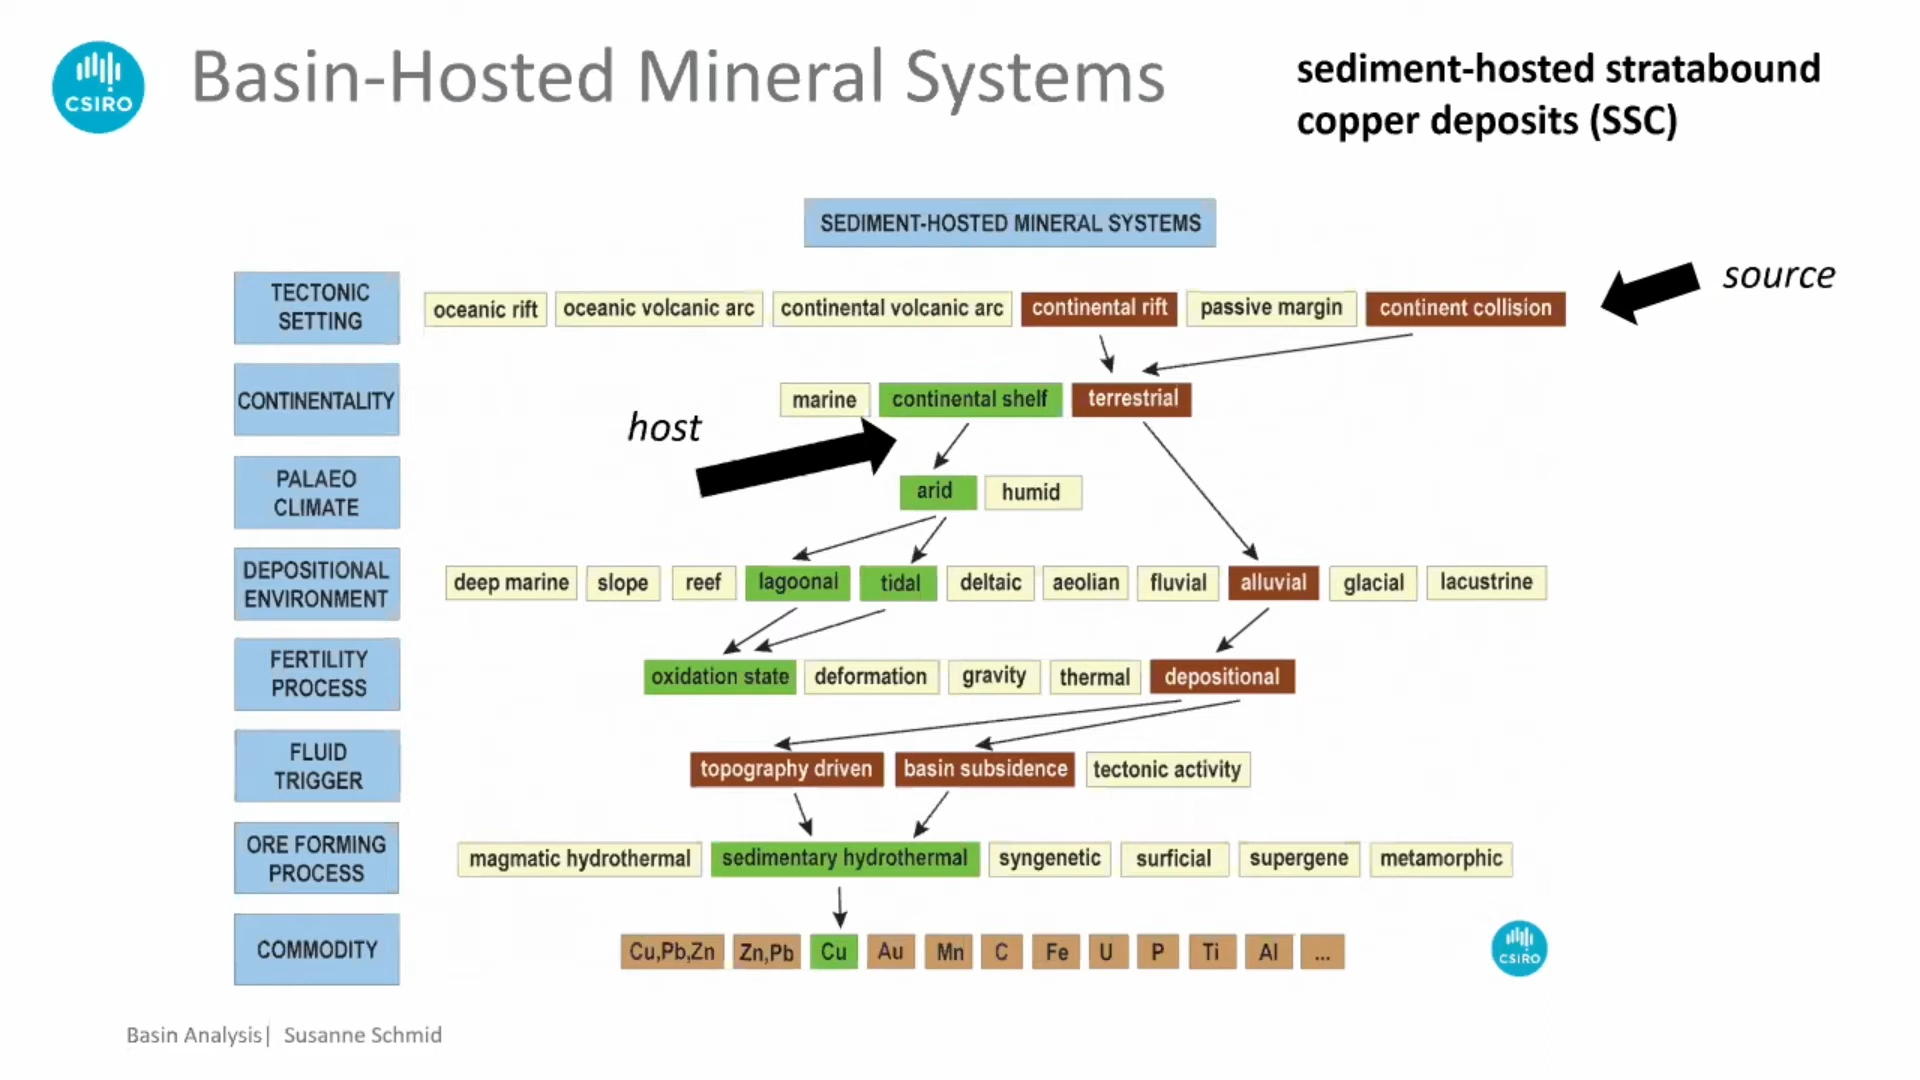 CSIRO
Basin-Hosted Mineral Systems
sediment-hosted stratabound
copper deposits (SSC)
SEDIMENT-HOSTED MINERAL SYSTEMS
source
TECTONIC
SETTING
oceanic rift oceanic volcanic arc continental volcanic arc continental rift passive margin continent collision
CONTINENTALITY
marine continental shelf terrestrial
host
PALAEO
CLIMATE
arid humid
DEPOSITIONAL
ENVIRONMENT
deep marine slope reef lagoonal tidal deltaic aeolian fluvial alluvial glacial lacustrine
FERTILITY
PROCESS
oxidation state deformation gravity thermal depositional
FLUID
TRIGGER
topography driven basin subsidence tectonic activity
ORE FORMING
PROCESS
magmatic hydrothermal sedimentary hydrothermal syngenetic surficial supergene metamorphic
COMMODITY
Cu,Pb,Zn Zn,Pb Cu Au Mn C Fe U P Ti Al ...
CSIRO
Basin Analysis| Susanne Schmid